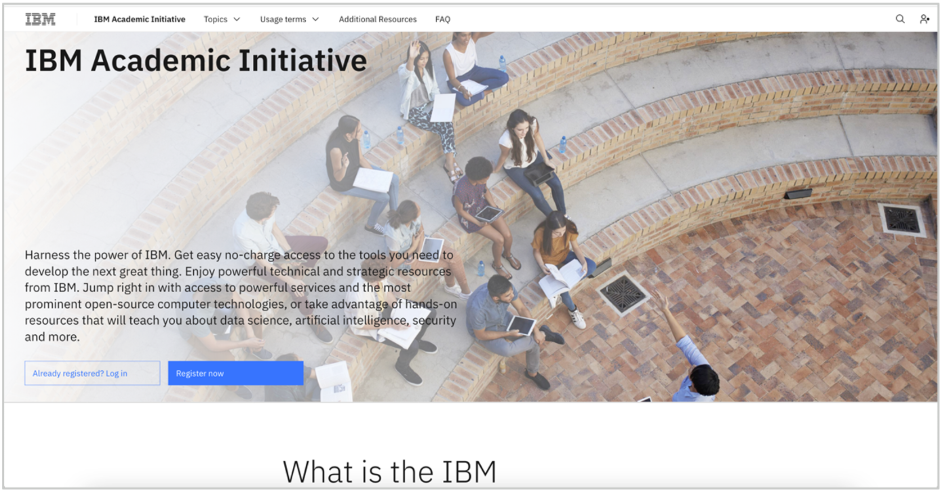 IBM
IBM Academic Initiative Topics Usage terms Additional Resources FAQ
IBM Academic Initiative
Harness the power of IBM. Get easy no-charge access to the tools you need to
develop the next great thing. Enjoy powerful technical and strategic resources
from IBM. Jump right in with access to powerful services and the most
prominent open-source computer technologies, or take advantage of hands-on
resources that will teach you about data science, artificial intelligence, security
and more.
Already registered? Log in
Register now
What is the IBM